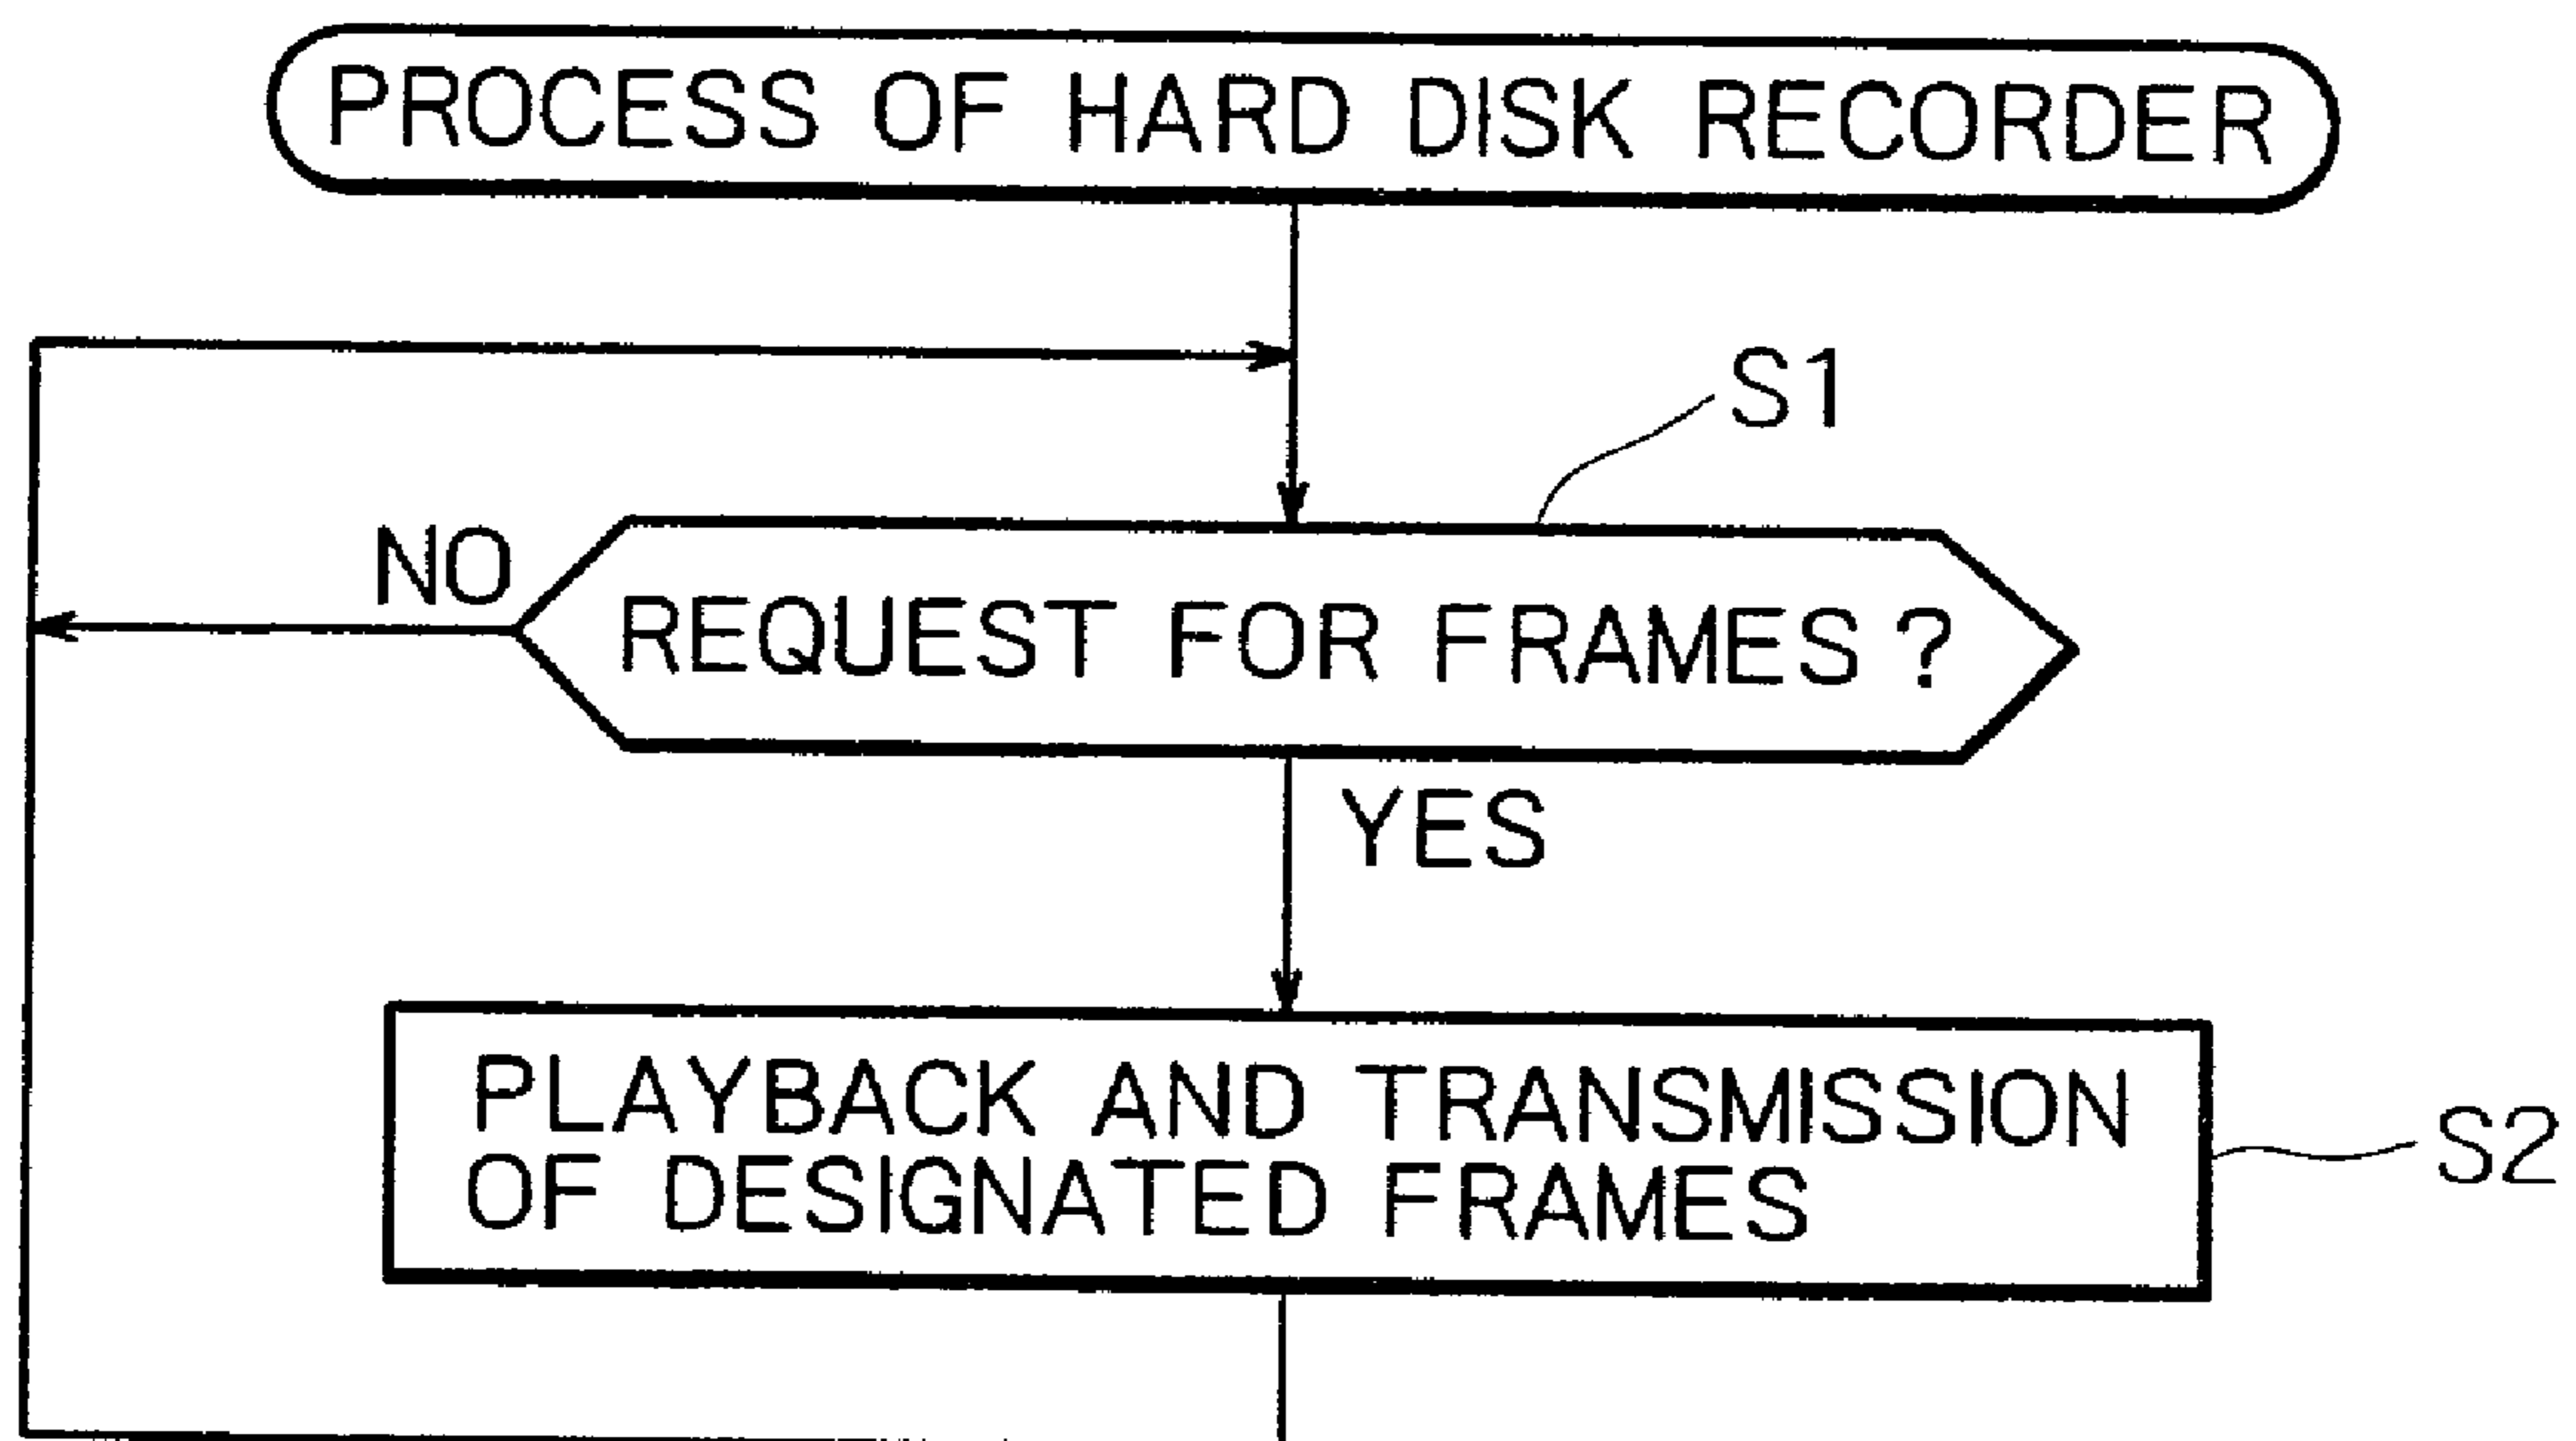 PROCESS OF HARD DISK RECORDER
S1
NO
REQUEST FOR FRAMES ?
YES
PLAYBACK AND TRANSMISSION
OF DESIGNATED FRAMES
S2